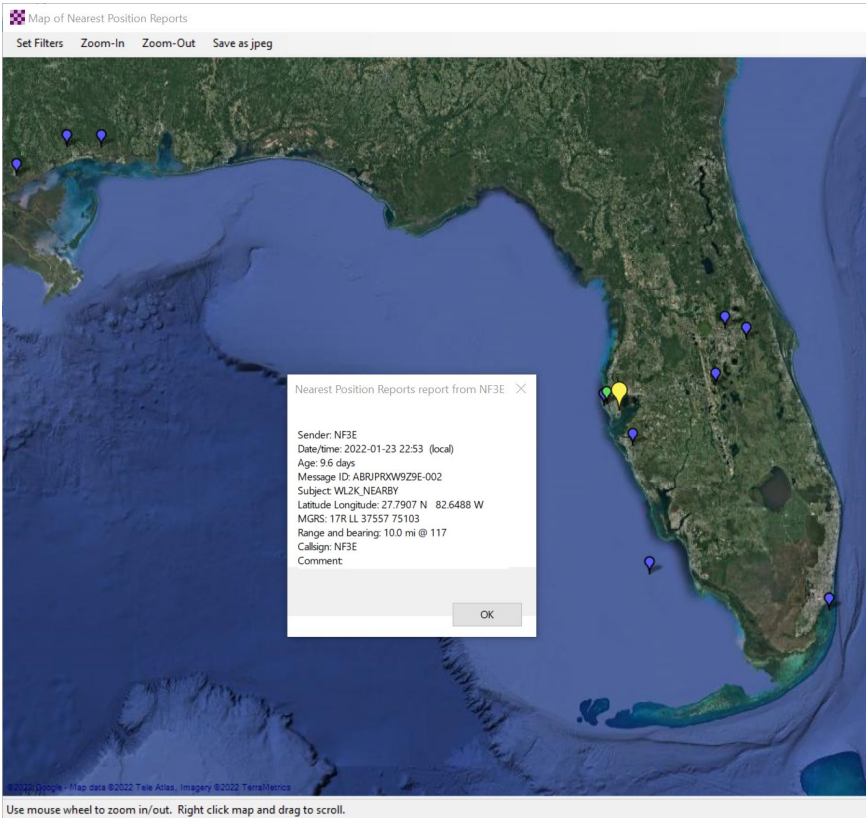 Map of Nearest Position Reports
Set Filters Zoom-In Zoom-Out Save as jpeg
Nearest Position Reports report from NF3E
Sender: NF3E
Date/time: 2022-01-23 22:53 (local)
Age: 9.6 days
Message ID: ABRJPRXW9Z9E-002
Subject: WL2K_NEARBY
Latitude Longitude: 27.7907 N 82.6488 W
MGRS: 17R LL 37557 75103
Range and bearing: 10.0 mi @ 117
Callsign: NF3E
Comment:
OK
©2022 Google - Map data ©2022 Tele Atlas, Imagery ©2022 TerraMetrics
Use mouse wheel to zoom in/out. Right click map and drag to scroll.